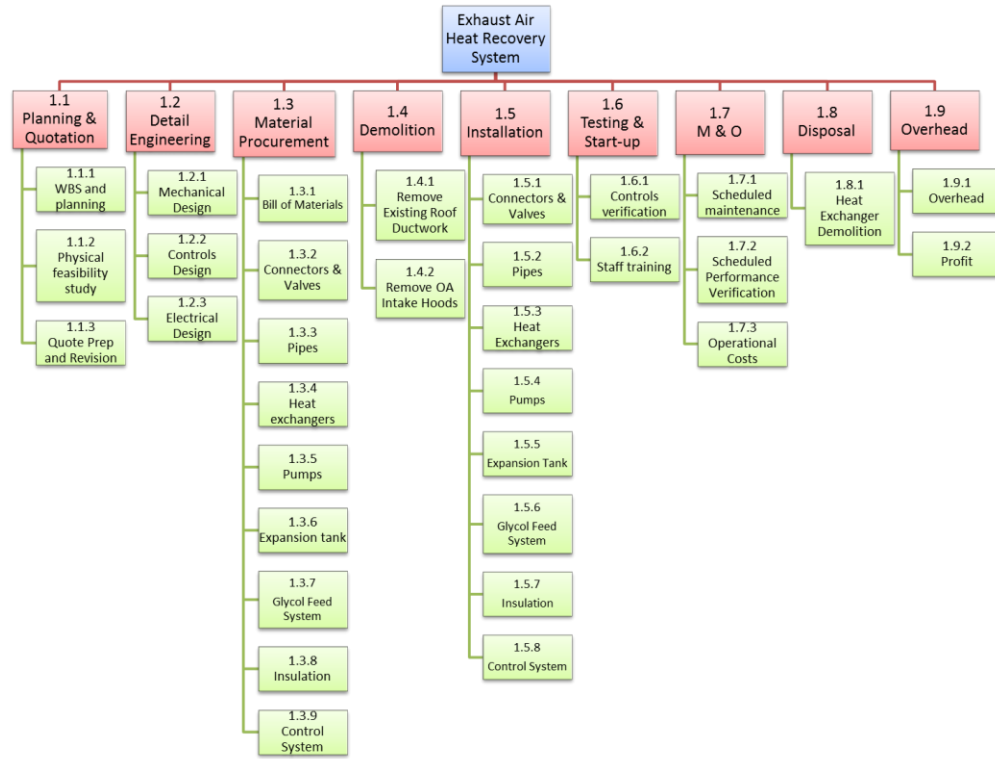 Exhaust Air
Heat Recovery
System
1.1
Planning &
Quotation
1.1.1
WBS and
planning
1.1.2
Physical
feasibility
study
1.1.3
Quote Prep
and Revision
1.2
Detail
Engineering
1.2.1
Mechanical
Design
1.2.2
Controls
Design
1.2.3
Electrical
Design
1.3
Material
Procurement
1.3.1
Bill of Materials
1.3.2
Connectors &
Valves
1.3.3
Pipes
1.3.4
Heat
exchangers
1.3.5
Pumps
1.3.6
Expansion tank
1.3.7
Glycol Feed
System
1.3.8
Insulation
1.3.9
Control
System
1.4
Demolition
1.4.1
Remove
Existing Roof
Ductwork
1.4.2
Remove OA
Intake Hoods
1.5
Installation
1.5.1
Connectors &
Valves
1.5.2
Pipes
1.5.3
Heat
Exchangers
1.5.4
Pumps
1.5.5
Expansion Tank
1.5.6
Glycol Feed
System
1.5.7
Insulation
1.5.8
Control System
1.6
Testing &
Start-up
1.6.1
Controls
verification
1.6.2
Staff training
1.7
M & O
1.7.1
Scheduled
maintenance
1.7.2
Scheduled
Performance
Verification
1.7.3
Operational
Costs
1.8
Disposal
1.8.1
Heat
Exchanger
Demolition
1.9
Overhead
1.9.1
Overhead
1.9.2
Profit